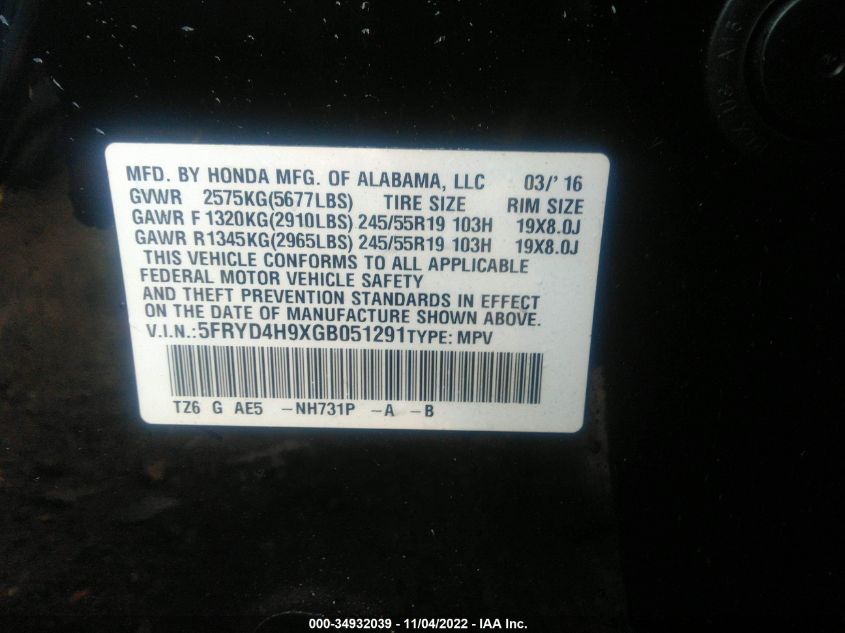 MFD. BY HONDA MFG. OF ALABAMA, LLC 03/' 16
GVWR 2575KG(5677LBS) TIRE SIZE RIM SIZE
GAWR F 1320KG(2910LBS) 245/55R19 103H 19X8.0J
GAWR R 1345KG(2965LBS) 245/55R19 103H 19X8.0J
THIS VEHICLE CONFORMS TO ALL APPLICABLE
FEDERAL MOTOR VEHICLE SAFETY
AND THEFT PREVENTION STANDARDS IN EFFECT
ON THE DATE OF MANUFACTURE SHOWN ABOVE.
V.I.N.:5FRYD4H9XGB051291 TYPE: MPV
TZ6 G AE5 -NH731P -A -B
000-34932039 - 11/04/2022 - IAA Inc.